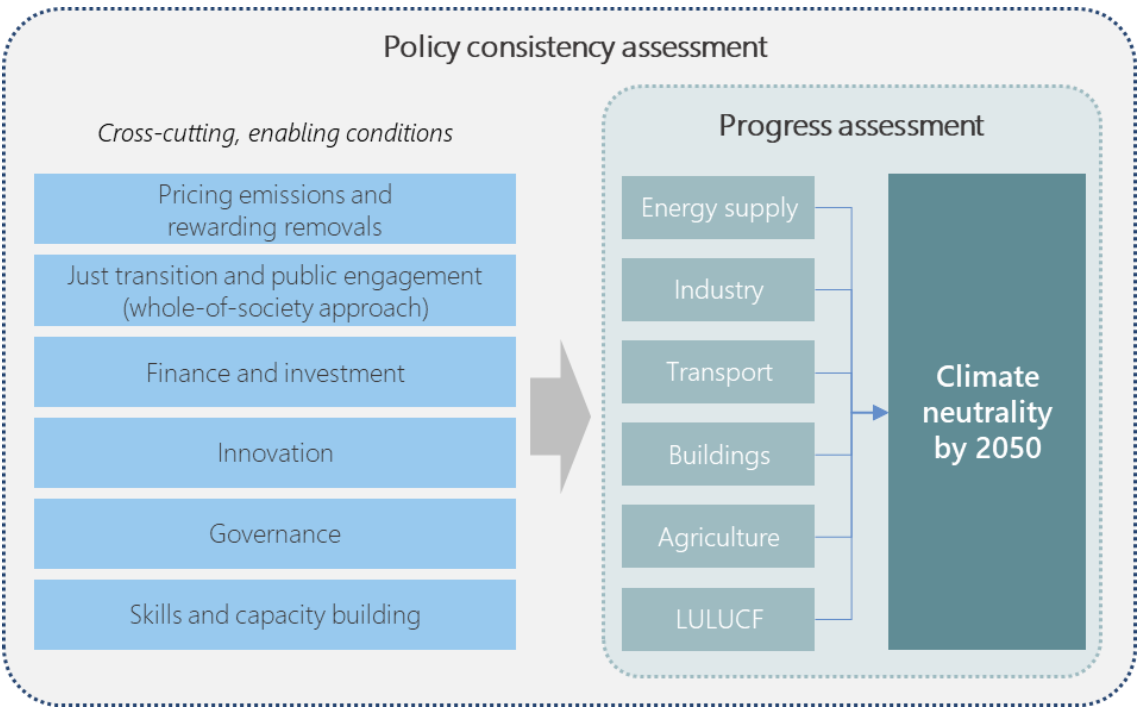 Policy consistency assessment
Cross-cutting, enabling conditions
Pricing emissions and
rewarding removals
Just transition and public engagement
(whole-of-society approach)
Finance and investment
Innovation
Governance
Skills and capacity building
Progress assessment
Energy supply
Industry
Transport
Buildings
Agriculture
LULUCF
Climate
neutrality
by 2050